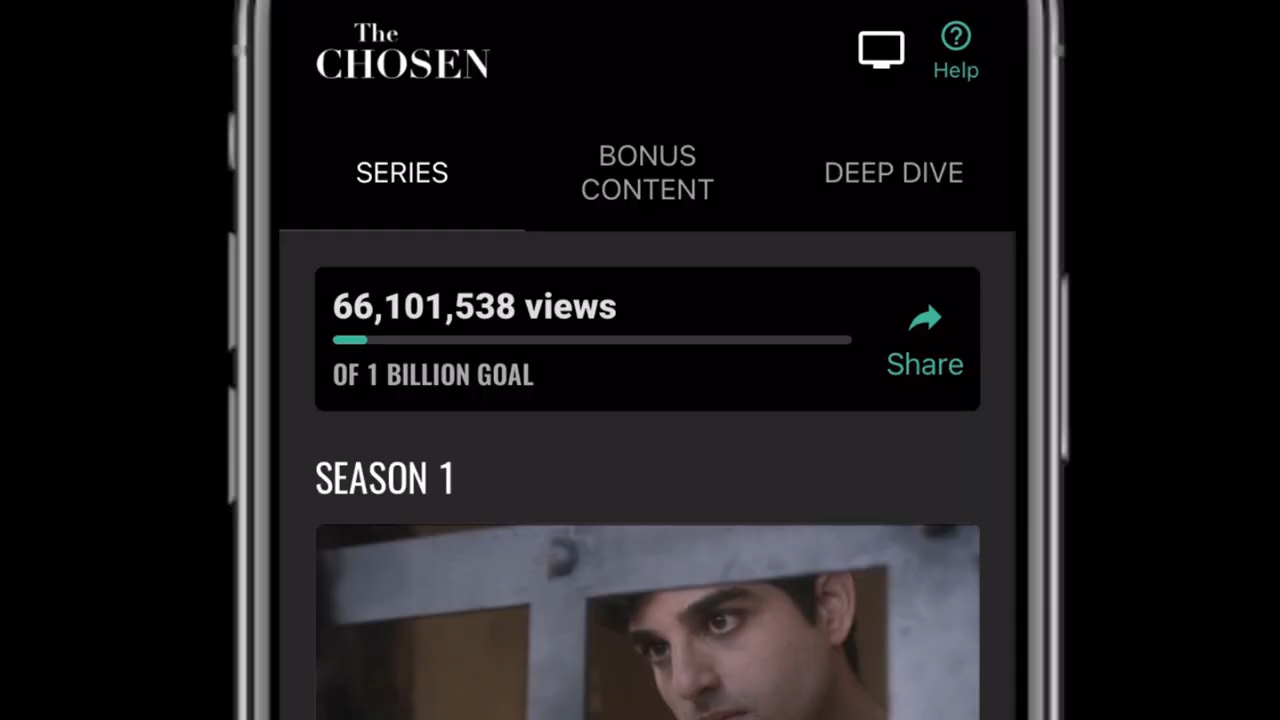 The
CHOSEN
Help
SERIES
BONUS
CONTENT
DEEP DIVE
66,101,538 views
OF 1 BILLION GOAL
Share
SEASON 1